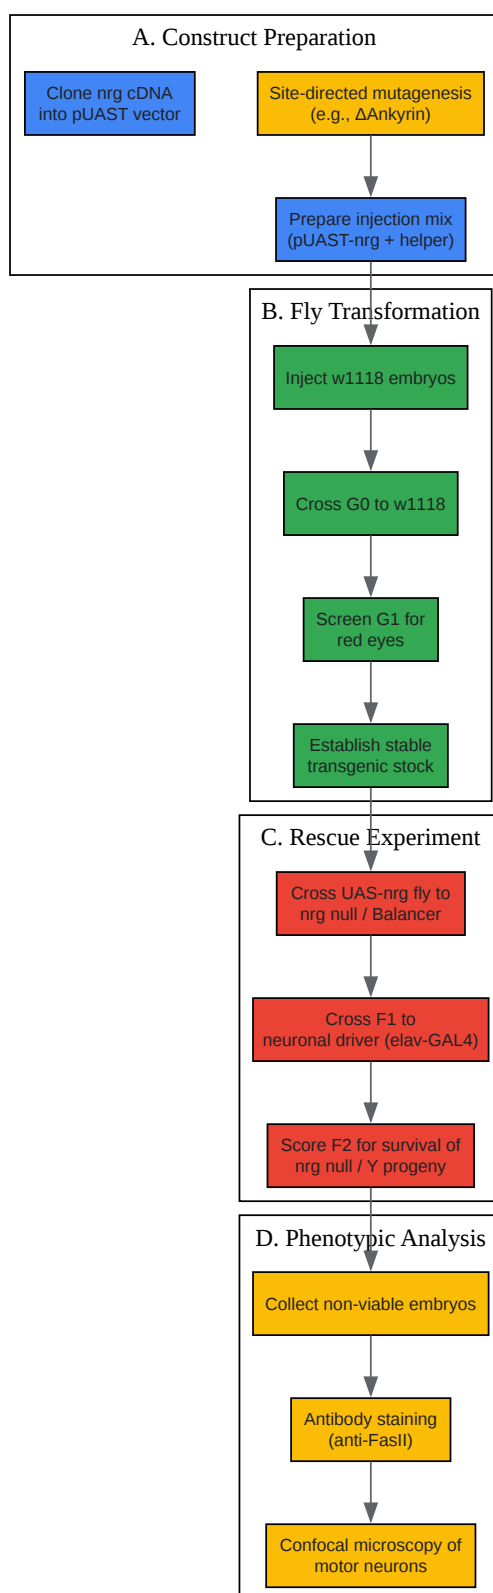 A. Construct Preparation
Clone nrg cDNA
into pUAST vector
Site-directed mutagenesis
(e.g., ΔAnkyrin)
Prepare injection mix
(pUAST-nrg + helper)
B. Fly Transformation
Inject w1118 embryos
Cross G0 to w1118
Screen G1 for
red eyes
Establish stable
transgenic stock
C. Rescue Experiment
Cross UAS-nrg fly to
nrg null / Balancer
Cross F1 to
neuronal driver (elav-GAL4)
Score F2 for survival of
nrg null / Y progeny
D. Phenotypic Analysis
Collect non-viable embryos
Antibody staining
(anti-FasII)
Confocal microscopy of
motor neurons